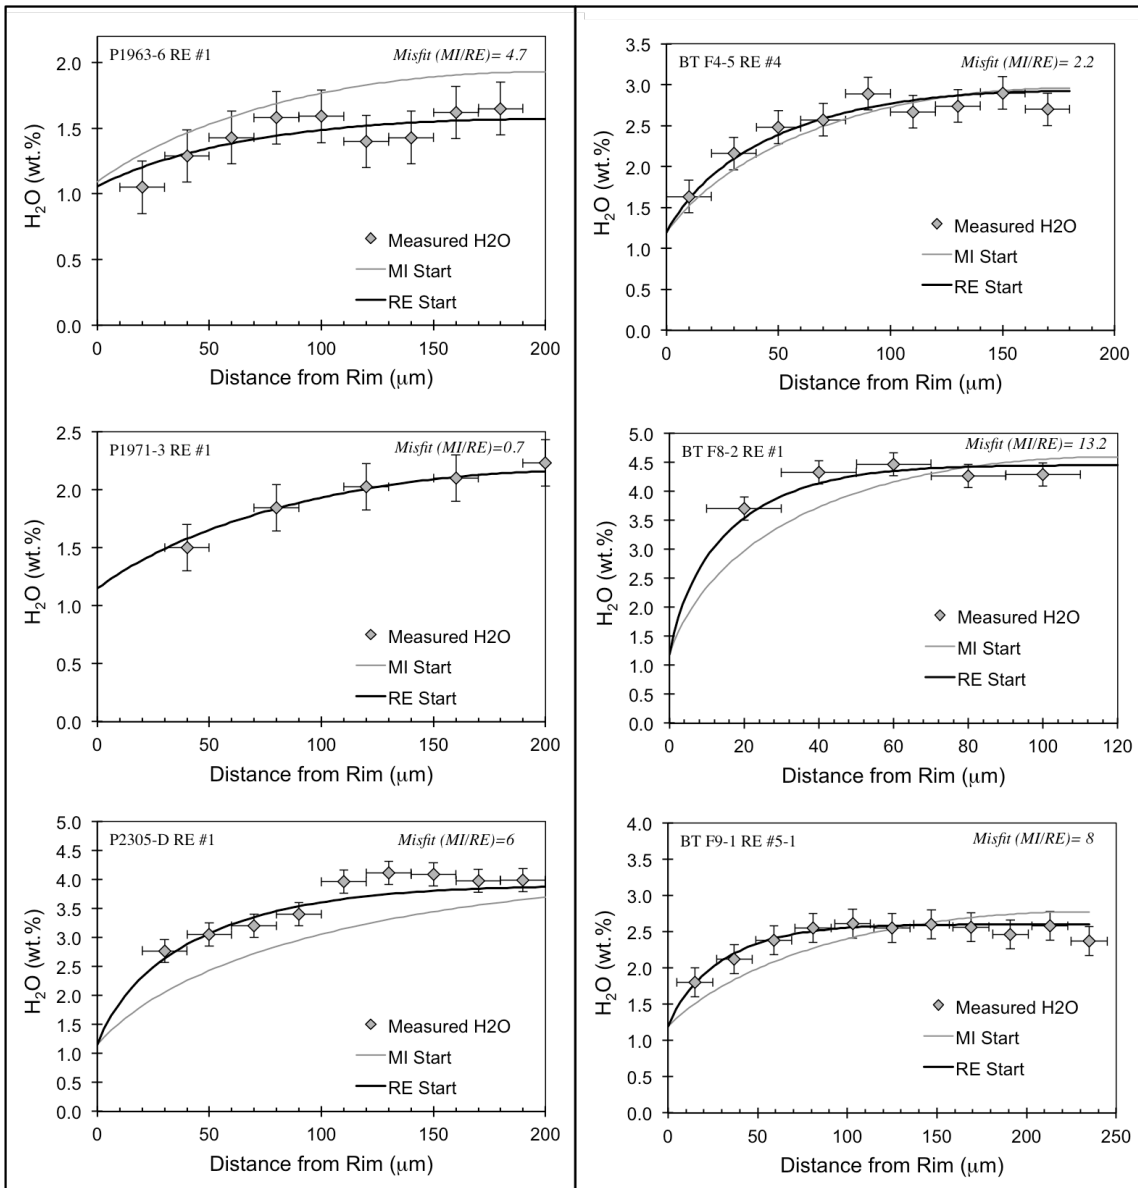 P1963-6 RE #1
Misfit (MI/RE)= 4.7
2.0
1.5
1.0
0.5
0.0
H2O (wt.%)
Measured H2O
MI Start
RE Start
0 50 100 150 200
Distance from Rim (μm)
BT F4-5 RE #4
Misfit (MI/RE)= 2.2
3.5
3.0
2.5
2.0
1.5
1.0
0.5
0.0
H2O (wt.%)
Measured H2O
MI Start
RE Start
0 50 100 150 200
Distance from Rim (μm)
P1971-3 RE #1
Misfit (MI/RE)=0.7
2.5
2.0
1.5
1.0
0.5
0.0
H2O (wt.%)
Measured H2O
MI Start
RE Start
0 50 100 150 200
Distance from Rim (μm)
BT F8-2 RE #1
Misfit (MI/RE)= 13.2
5.0
4.5
4.0
3.5
3.0
2.5
2.0
1.5
1.0
0.5
0.0
H2O (wt.%)
Measured H2O
MI Start
RE Start
0 20 40 60 80 100 120
Distance from Rim (μm)
P2305-D RE #1
Misfit (MI/RE)=6
5.0
4.5
4.0
3.5
3.0
2.5
2.0
1.5
1.0
0.5
0.0
H2O (wt.%)
Measured H2O
MI Start
RE Start
0 50 100 150 200
Distance from Rim (μm)
BT F9-1 RE #5-1
Misfit (MI/RE)= 8
4.0
3.5
3.0
2.5
2.0
1.5
1.0
0.5
0.0
H2O (wt.%)
Measured H2O
MI Start
RE Start
0 50 100 150 200 250
Distance from Rim (μm)